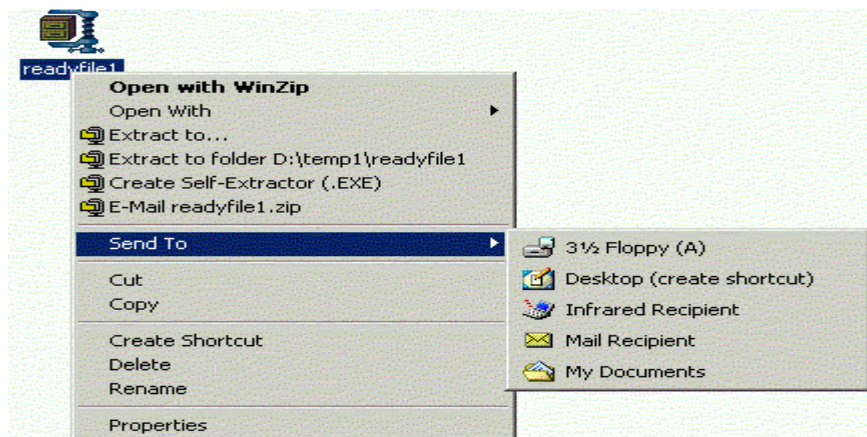 readyfile1
Open with WinZip
Open With
Extract to...
Extract to folder D:\temp1\readyfile1
Create Self-Extractor (.EXE)
E-Mail readyfile1.zip
Send To
Cut
Copy
Create Shortcut
Delete
Rename
Properties
3½ Floppy (A)
Desktop (create shortcut)
Infrared Recipient
Mail Recipient
My Documents